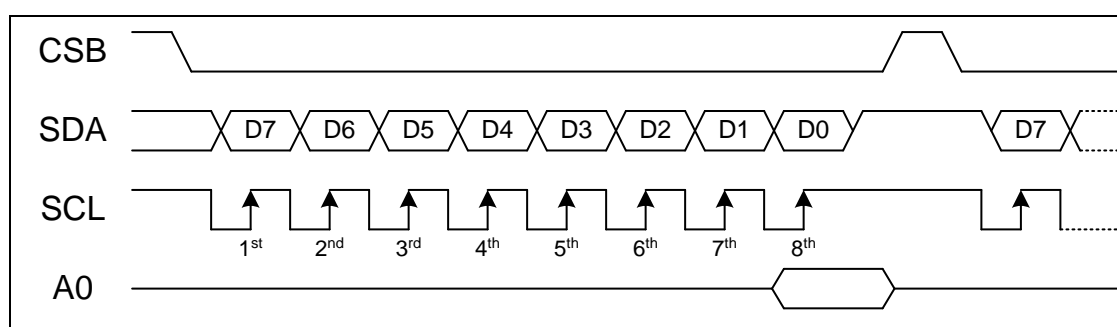 CSB
SDA D7 D6 D5 D4 D3 D2 D1 D0 D7
SCL
1st 2nd 3rd 4th 5th 6th 7th 8th
A0